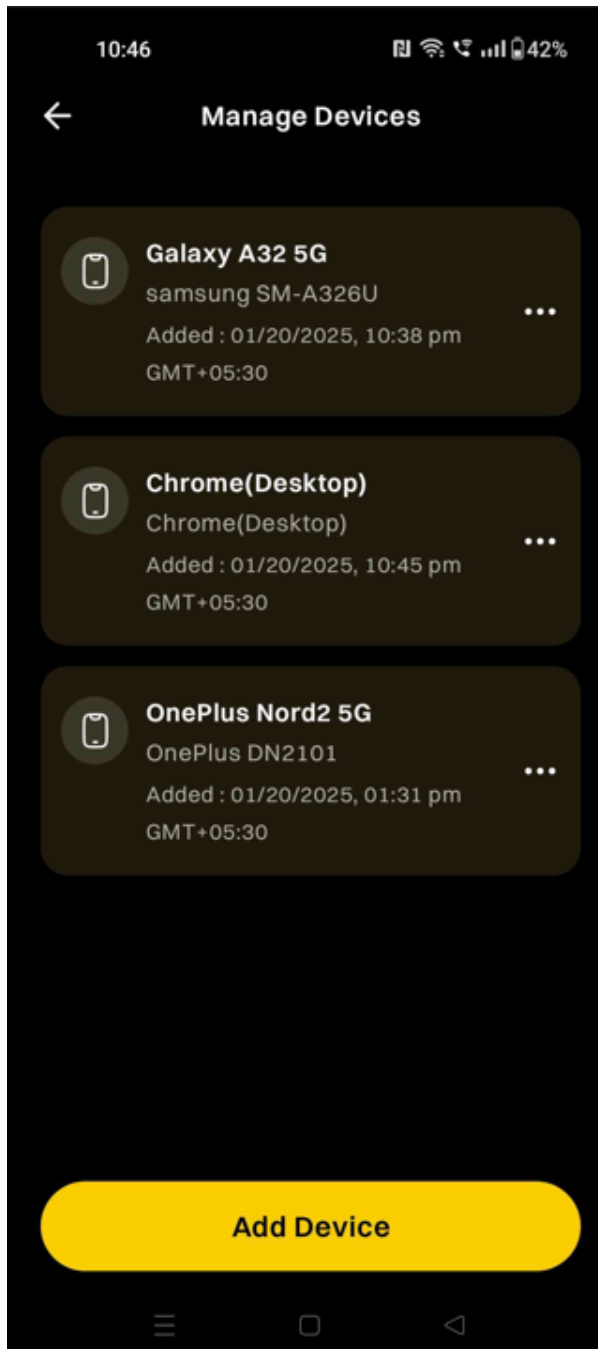 10:46 42%
Manage Devices
Galaxy A32 5G
samsung SM-A326U
Added : 01/20/2025, 10:38 pm
GMT+05:30
Chrome(Desktop)
Chrome(Desktop)
Added : 01/20/2025, 10:45 pm
GMT+05:30
OnePlus Nord2 5G
OnePlus DN2101
Added : 01/20/2025, 01:31 pm
GMT+05:30
Add Device